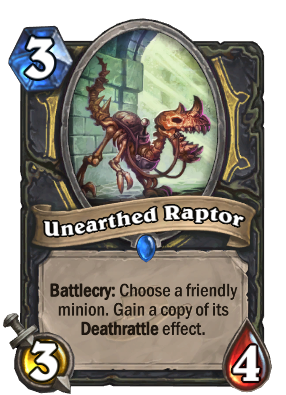 3
Unearthed Raptor
Battlecry: Choose a friendly
minion. Gain a copy of its
Deathrattle effect.
3
4